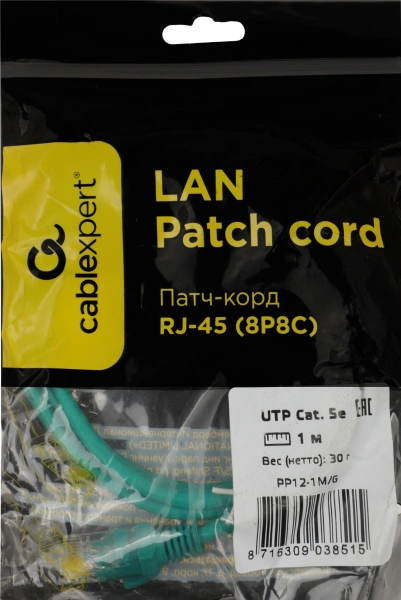 cablexpert®
LAN
Patch cord
Патч-корд
RJ-45 (8P8C)
UTP Cat. 5e
EAC
1 м
Вес (нетто): 30 г
PP12-1M/G
8 716309 038515